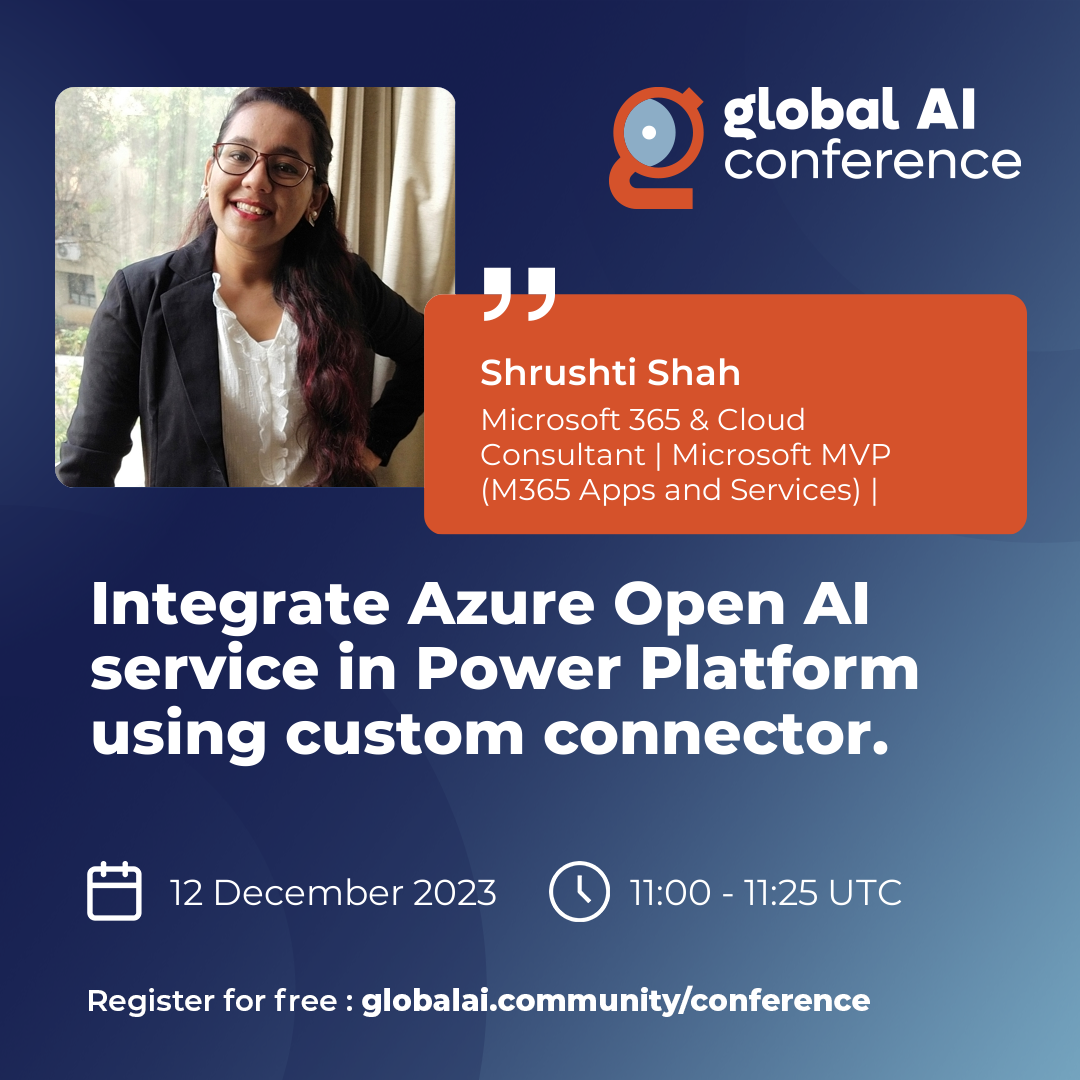 global AI
conference
Shrushti Shah
Microsoft 365 & Cloud
Consultant | Microsoft MVP
(M365 Apps and Services) |
Integrate Azure Open AI
service in Power Platform
using custom connector.
12 December 2023
11:00 - 11:25 UTC
Register for free : globalai.community/conference